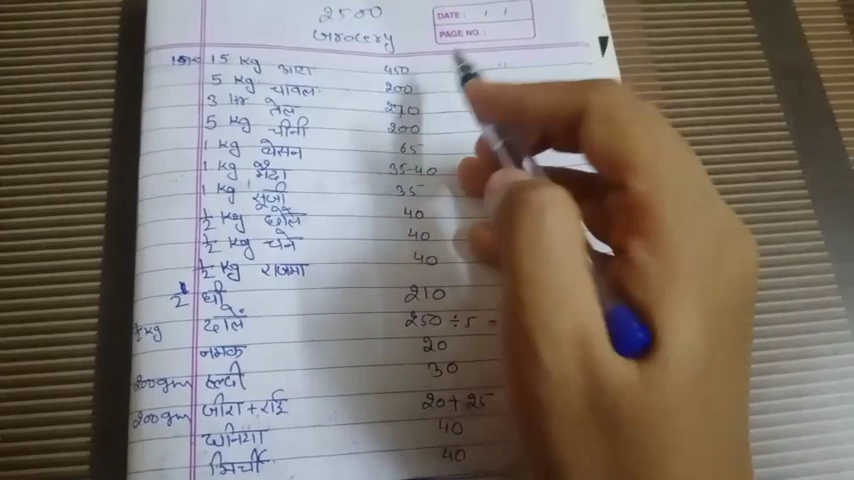 2500
Grocery
DATE: / /
PAGE NO.:
15 kg आटा 450
5 kg चावल 200
3 ltr तेल 270
5 kg चीनी 200
1 kg बेसन 65
1 kg मैदा 35-40
1 kg सूजी 35
½ kg छोले 40
½ kg चने 40
½ kg राजमा 40
घी 210
½kg दालें 250 ÷ 5 =
नमक 20
200gm हल्दी 30
200gm जीरा + राई 20+25
धनिया 40
मिर्ची 40